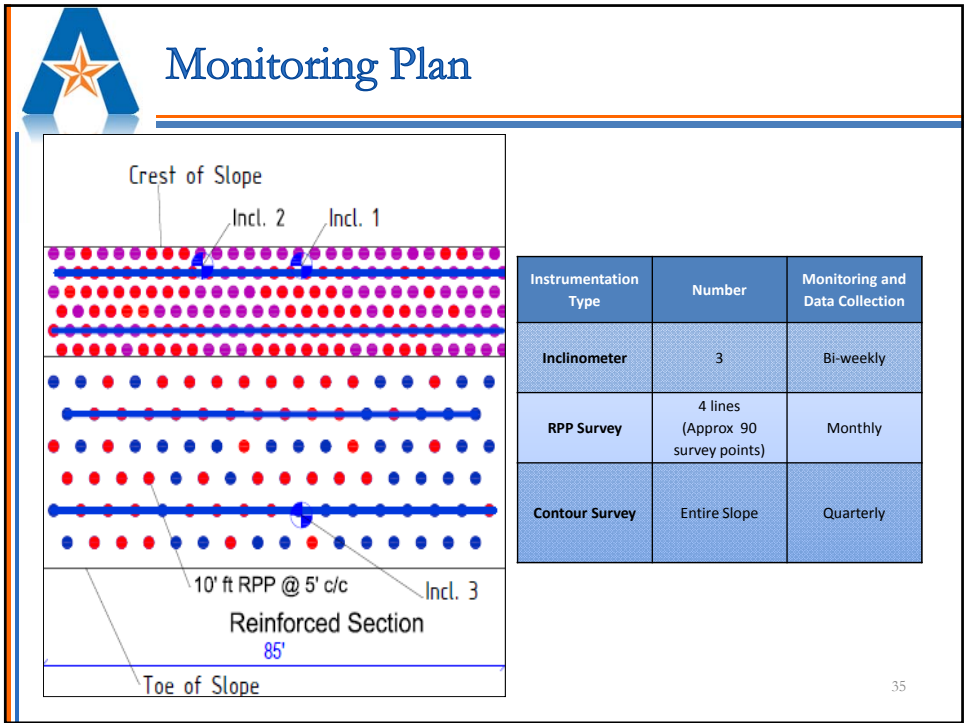 Monitoring Plan
Crest of Slope
Incl. 2
Incl. 1
10' ft RPP @ 5' c/c
Incl. 3
Reinforced Section
85'
Toe of Slope
Instrumentation
Type
Number
Monitoring and
Data Collection
Inclinometer
3
Bi-weekly
RPP Survey
4 lines
(Approx 90
survey points)
Monthly
Contour Survey
Entire Slope
Quarterly
35